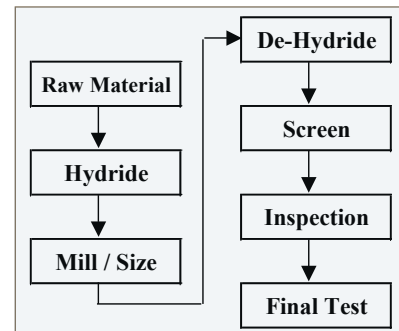 Raw Material
Hydride
Mill / Size
De-Hydride
Screen
Inspection
Final Test